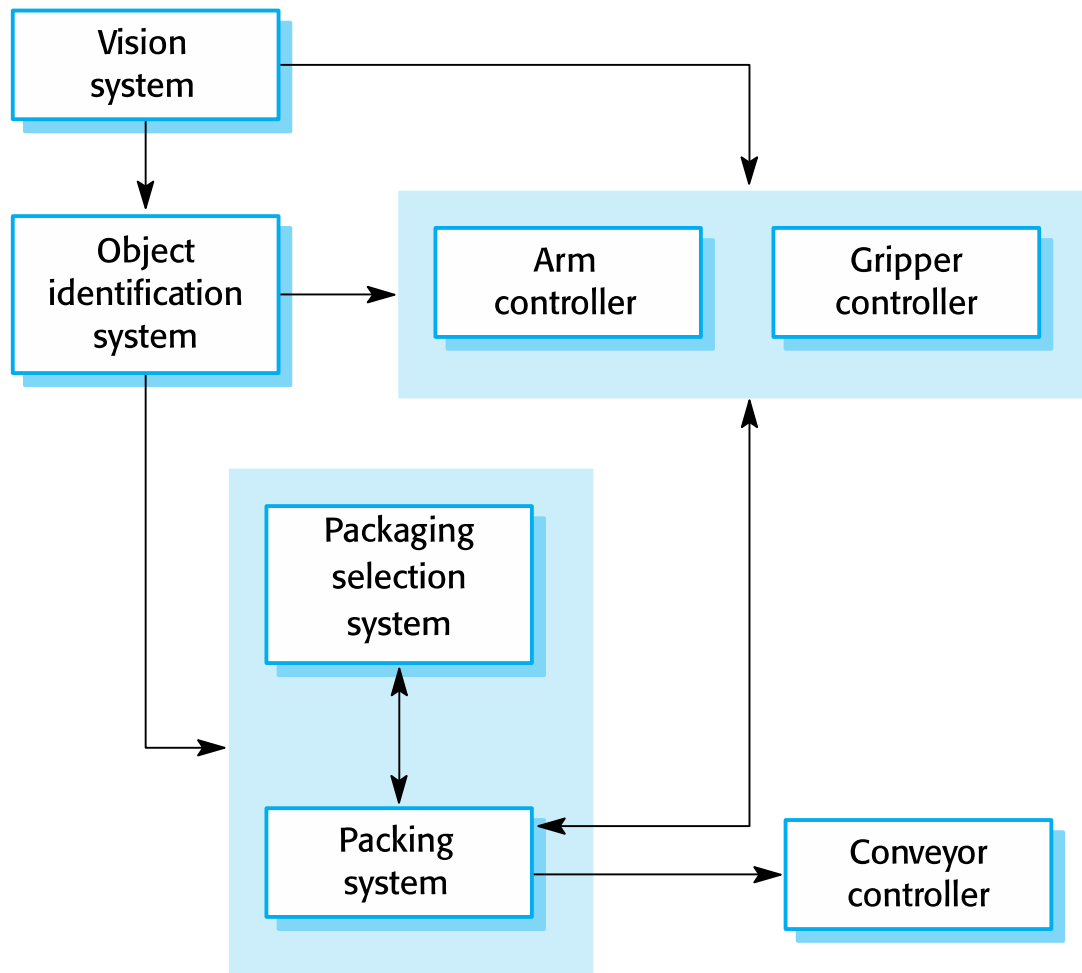 Vision
system
Object
identification
system
Arm
controller
Gripper
controller
Packaging
selection
system
Packing
system
Conveyor
controller